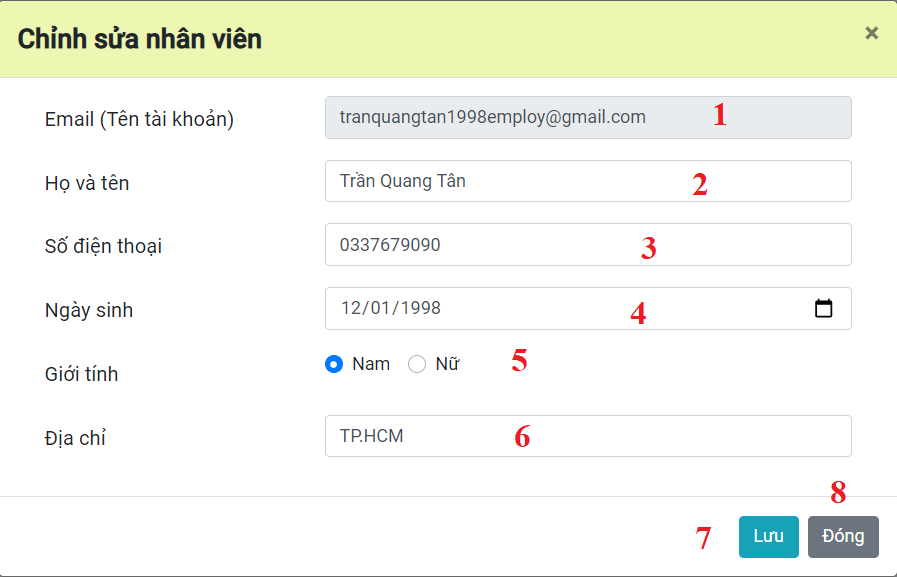 Chỉnh sửa nhân viên ×
Email (Tên tài khoản) tranquangtan1998employ@gmail.com 1
Họ và tên Trần Quang Tân 2
Số điện thoại 0337679090 3
Ngày sinh 12/01/1998 4
Giới tính Nam Nữ 5
Địa chỉ TP.HCM 6
8
7 Lưu Đóng